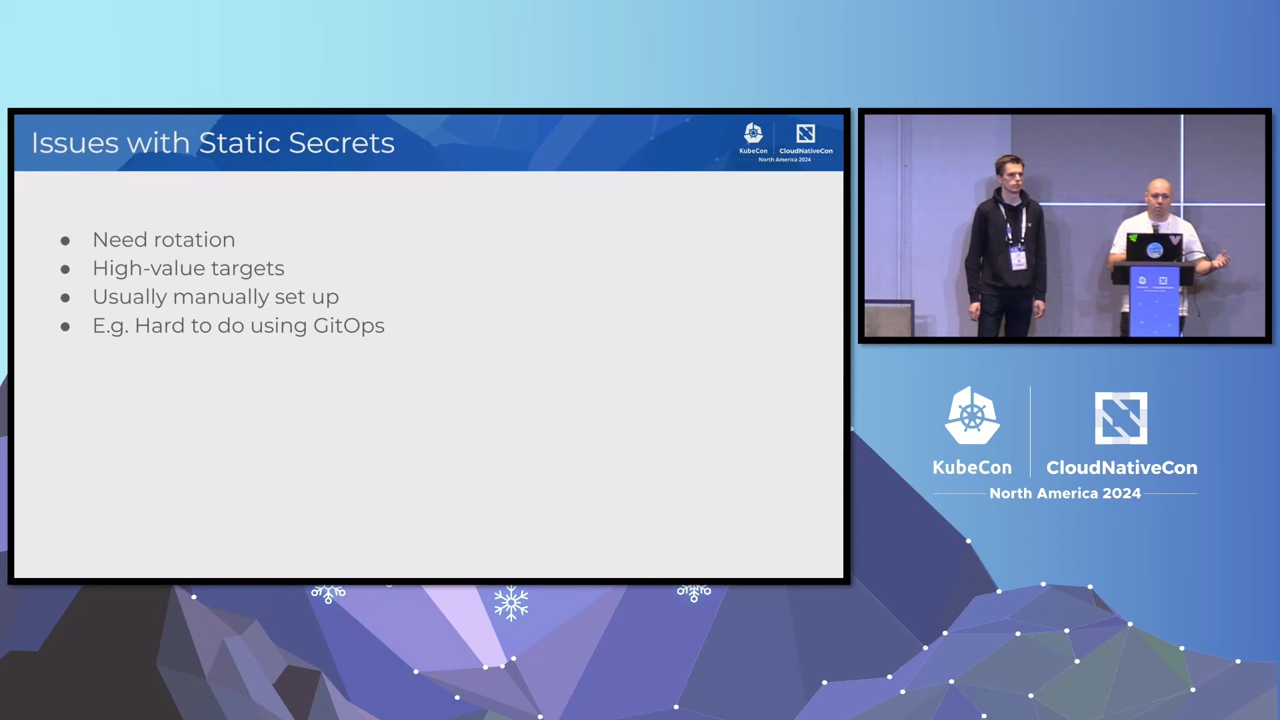 Issues with Static Secrets
KubeCon
CloudNativeCon
North America 2024
● Need rotation
● High-value targets
● Usually manually set up
● E.g. Hard to do using GitOps
KubeCon
CloudNativeCon
North America 2024